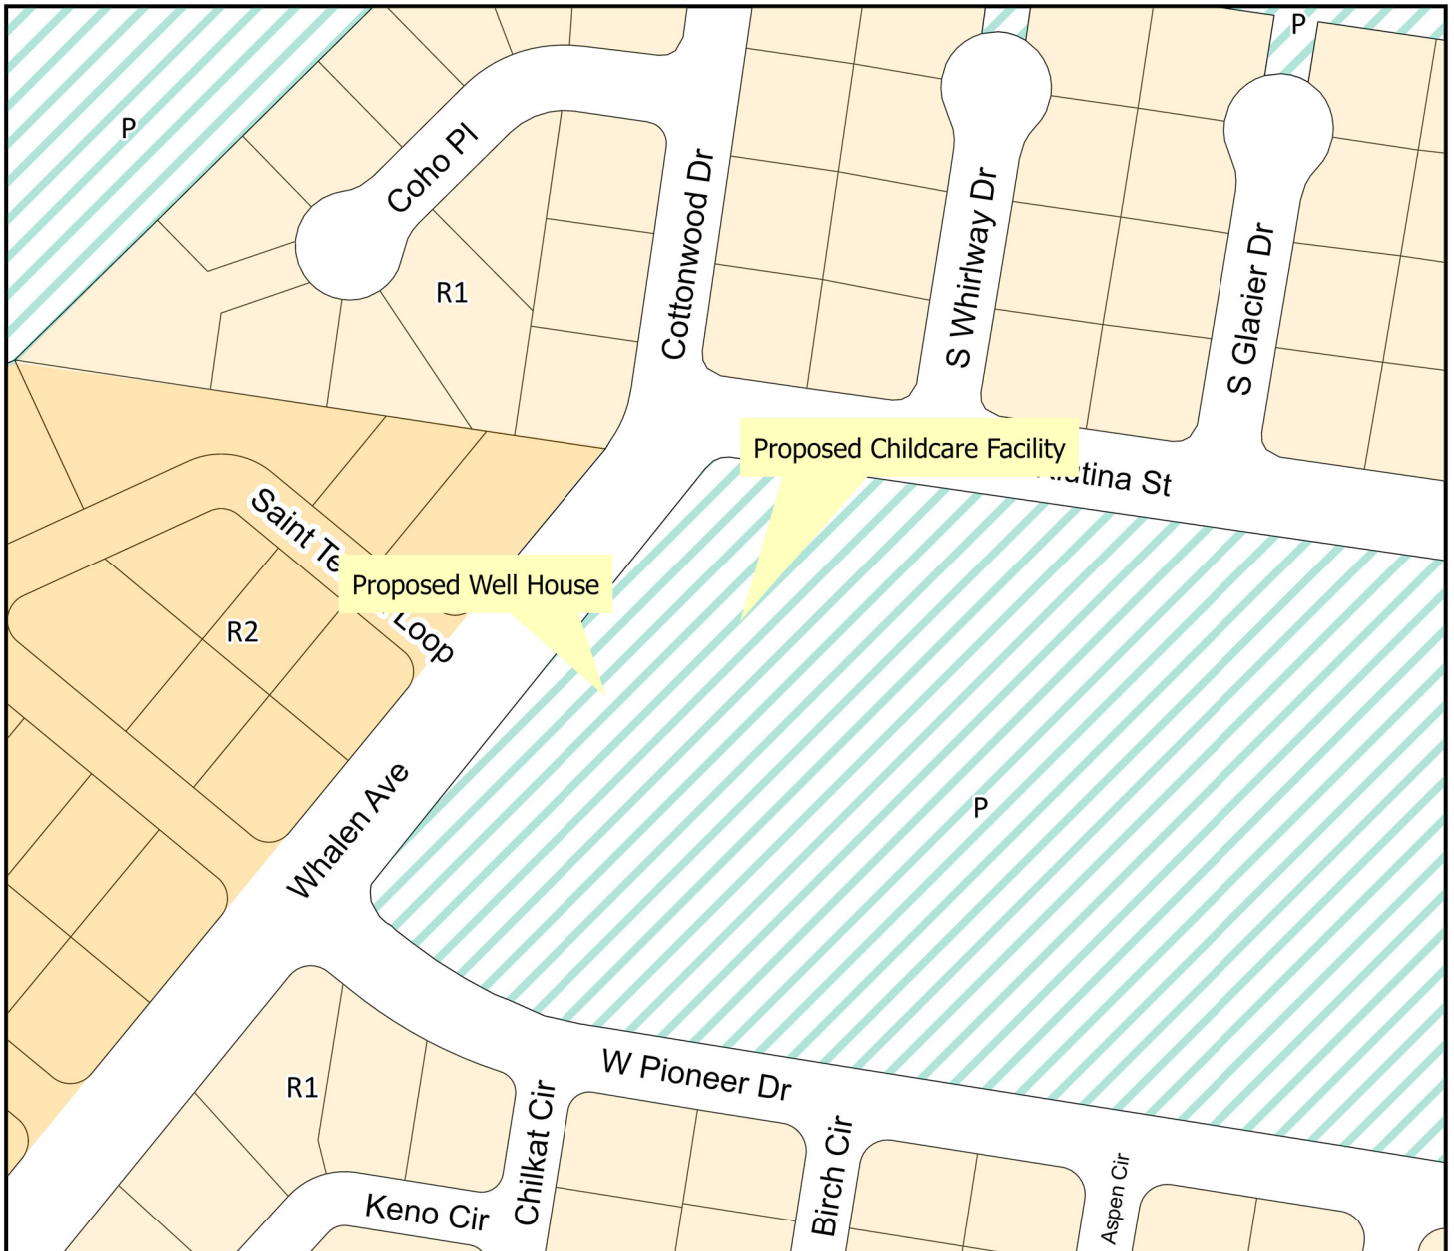 P
P
Coho Pl
Cottonwood Dr
S Whirlway Dr
S Glacier Dr
R1
Proposed Childcare Facility
St
Saint
Proposed Well House
Loop
R2
Whalen Ave
P
W Pioneer Dr
R1
Chilkat Cir
Birch Cir
Aspen Cir
Keno Cir